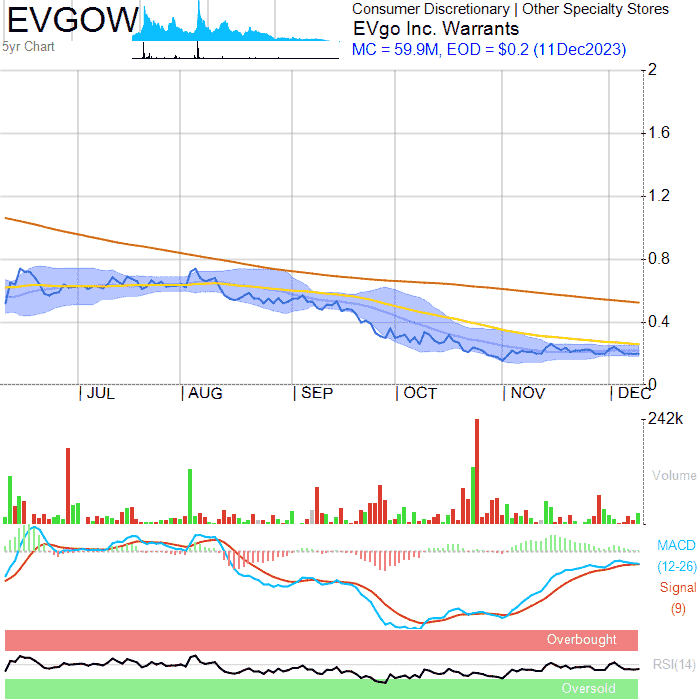 EVGOW
5yr Chart
Consumer Discretionary | Other Specialty Stores
EVgo Inc. Warrants
MC = 59.9M, EOD = $0.2 (11Dec2023)
2
1.6
1.2
0.8
0.4
0
| JUL | AUG | SEP | OCT | NOV | DEC
242k
Volume
MACD
(12-26)
Signal
(9)
Overbought
RSI(14)
Oversold